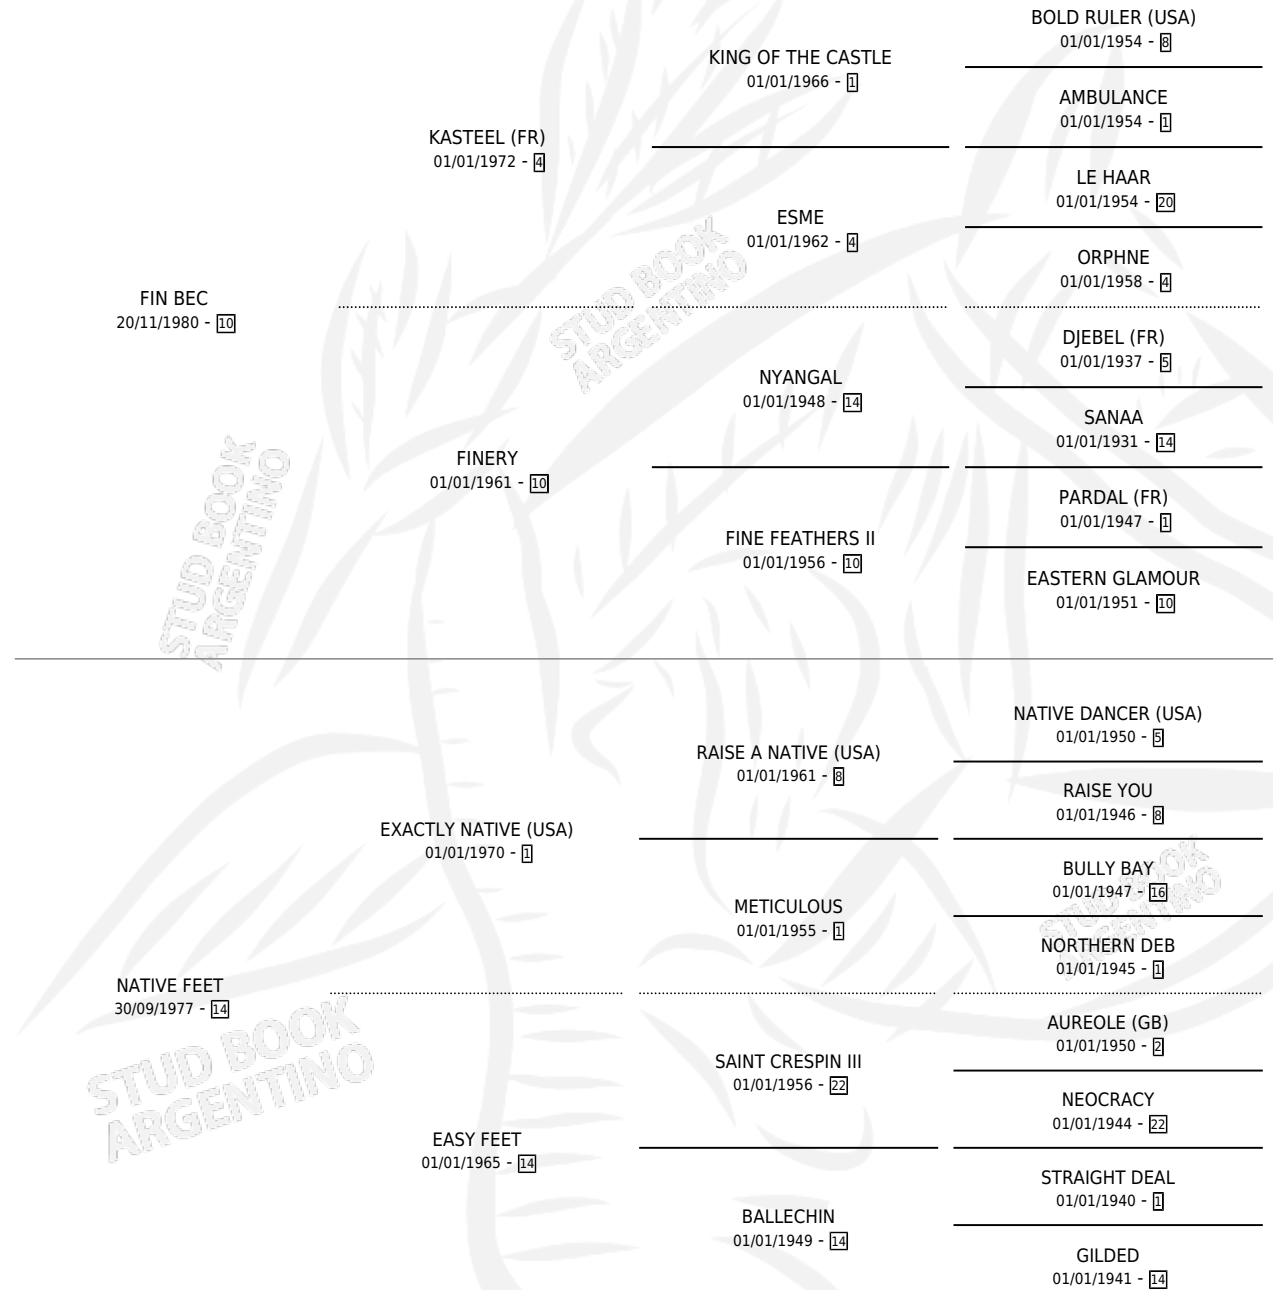 BOLD RULER (USA)
01/01/1954 - 8
KING OF THE CASTLE
01/01/1966 - 1
AMBULANCE
01/01/1954 - 1
KASTEEL (FR)
01/01/1972 - 4
LE HAAR
01/01/1954 - 20
ESME
01/01/1962 - 4
ORPHNE
01/01/1958 - 4
FIN BEC
20/11/1980 - 10
DJEBEL (FR)
01/01/1937 - 5
NYANGAL
01/01/1948 - 14
SANAA
01/01/1931 - 14
FINERY
01/01/1961 - 10
PARDAL (FR)
01/01/1947 - 1
FINE FEATHERS II
01/01/1956 - 10
EASTERN GLAMOUR
01/01/1951 - 10
STUD BOOK
ARGENTINO
STUD BOOK
ARGENTINO
NATIVE DANCER (USA)
01/01/1950 - 5
RAISE A NATIVE (USA)
01/01/1961 - 8
RAISE YOU
01/01/1946 - 8
EXACTLY NATIVE (USA)
01/01/1970 - 1
BULLY BAY
01/01/1947 - 16
METICULOUS
01/01/1955 - 1
NORTHERN DEB
01/01/1945 - 1
NATIVE FEET
30/09/1977 - 14
AUREOLE (GB)
01/01/1950 - 2
SAINT CRESPIN III
01/01/1956 - 22
NEOCRACY
01/01/1944 - 22
EASY FEET
01/01/1965 - 14
STRAIGHT DEAL
01/01/1940 - 1
BALLECHIN
01/01/1949 - 14
GILDED
01/01/1941 - 14
STUD BOOK
ARGENTINO
STUD BOOK
ARGENTINO